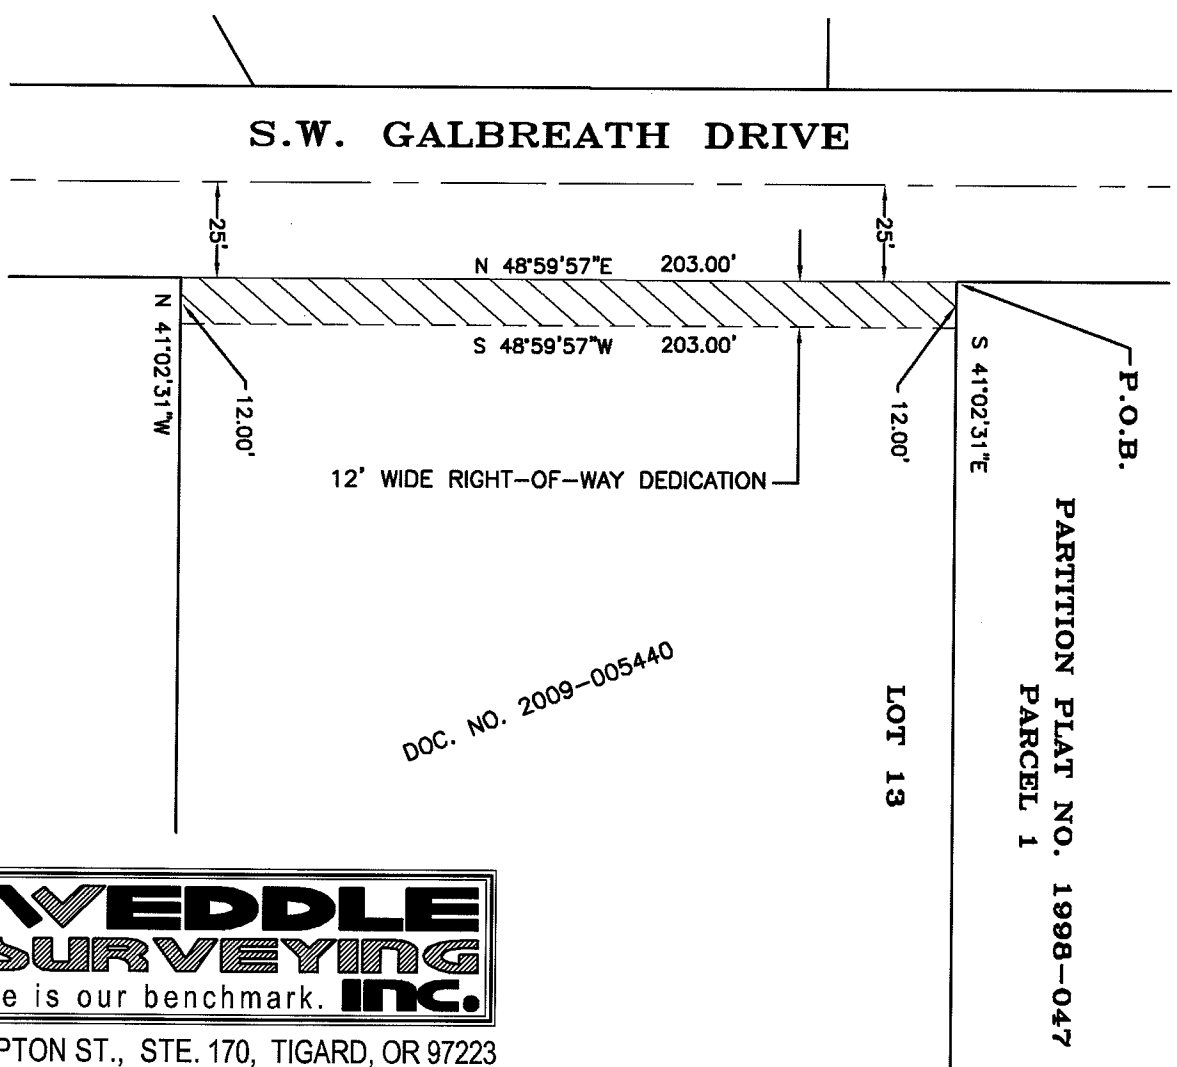 S.W. GALBREATH DRIVE
25'
25'
N 48°59'57"E 203.00'
S 48°59'57"W 203.00'
N 41°02'31"W
12.00'
12.00'
S 41°02'31"E
P.O.B.
12' WIDE RIGHT-OF-WAY DEDICATION
PARTITION PLAT NO. 1998-047
PARCEL 1
LOT 13
DOC. NO. 2009-005440
WEDDLE
SURVEYING
e is our benchmark. INC.
PTON ST., STE. 170, TIGARD, OR 97223